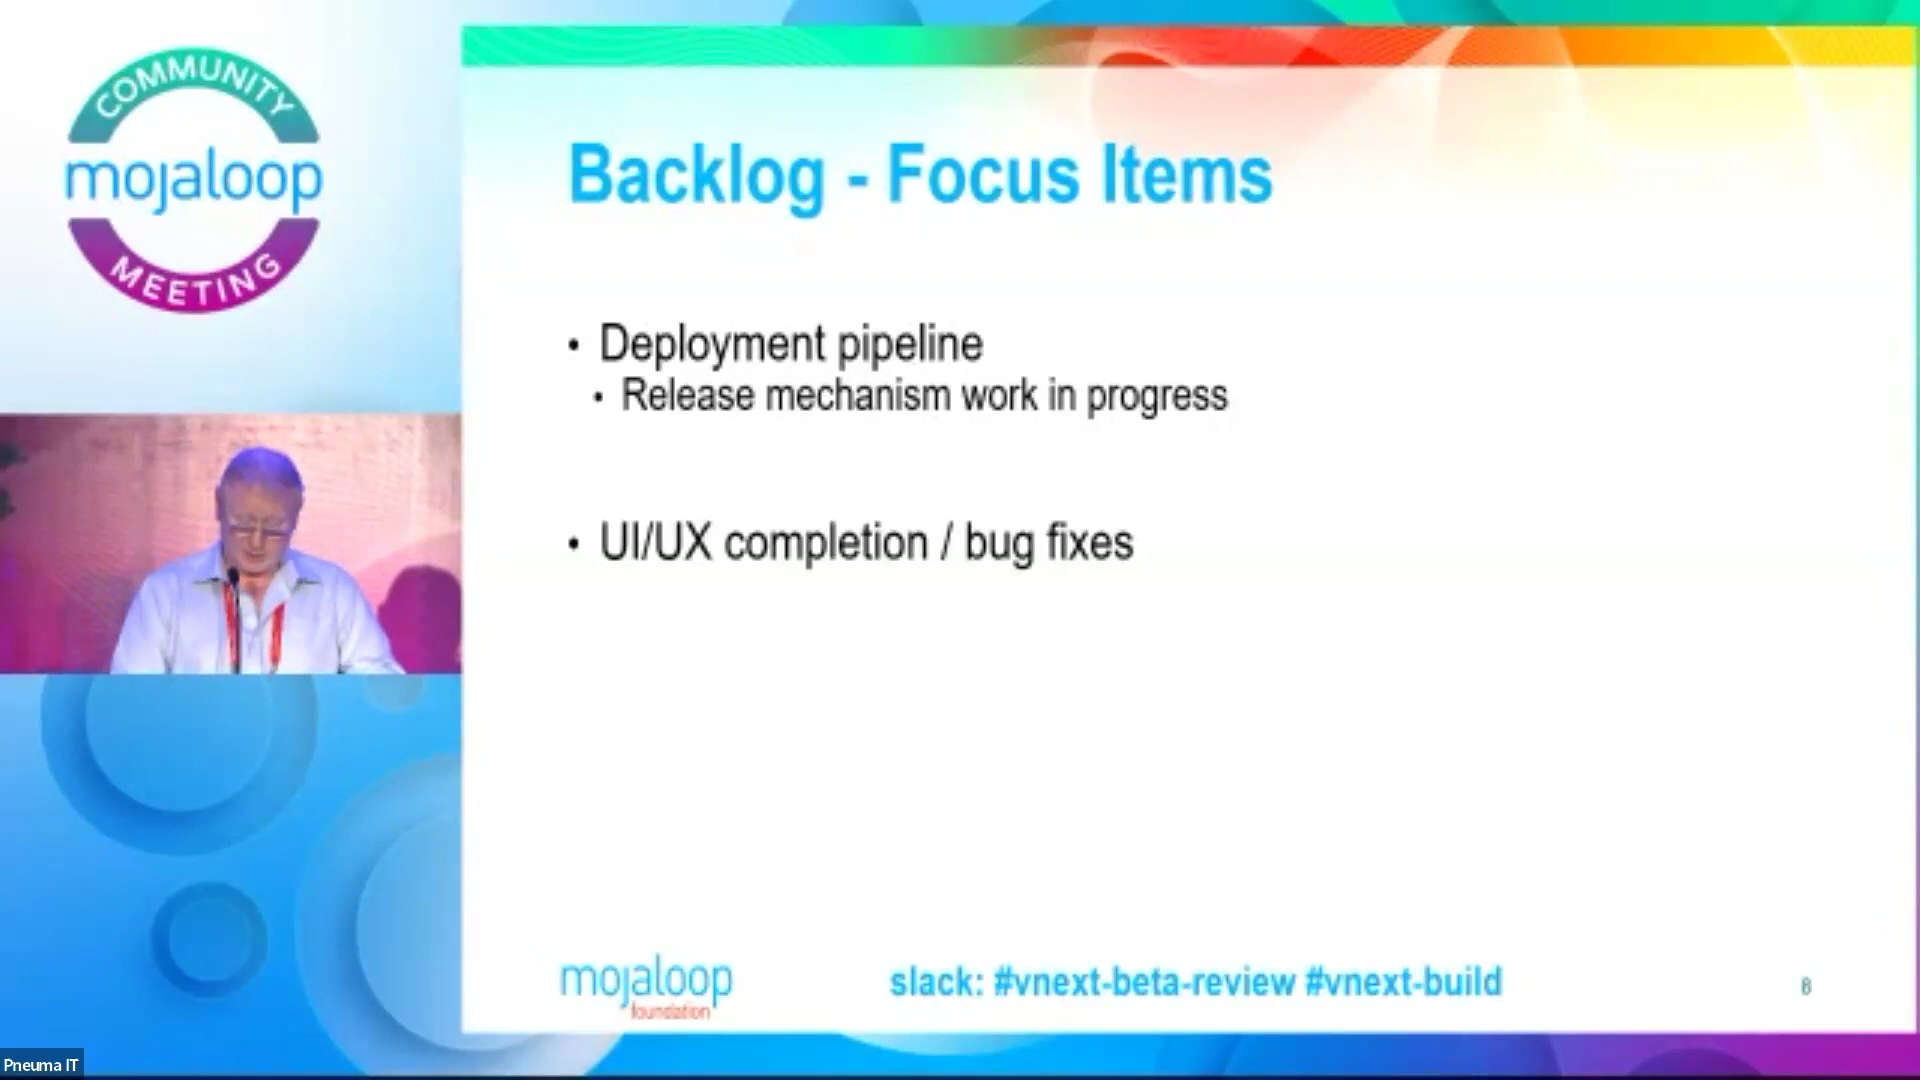 COMMUNITY
mojaloop
MEETING
Backlog - Focus Items
• Deployment pipeline
• Release mechanism work in progress
• UI/UX completion / bug fixes
mojaloop
foundation
slack: #vnext-beta-review #vnext-build
Pneuma IT